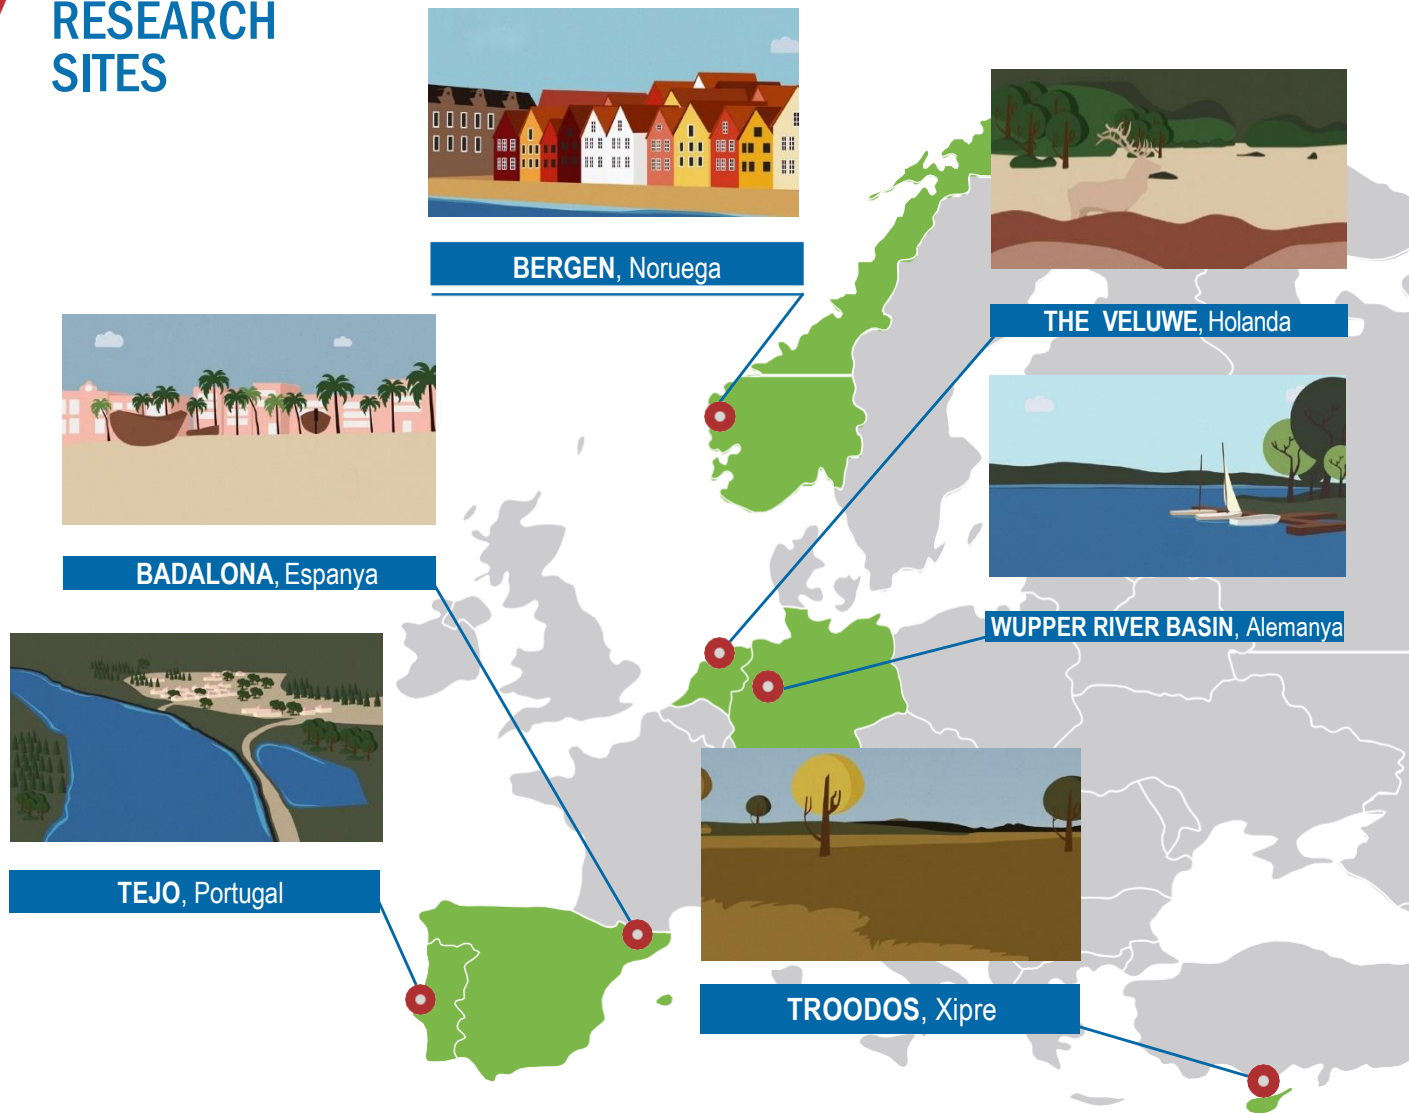 RESEARCH
SITES
BERGEN, Noruega
THE VELUWE, Holanda
BADALONA, Espanya
WUPPER RIVER BASIN, Alemanya
TEJO, Portugal
TROODOS, Xipre